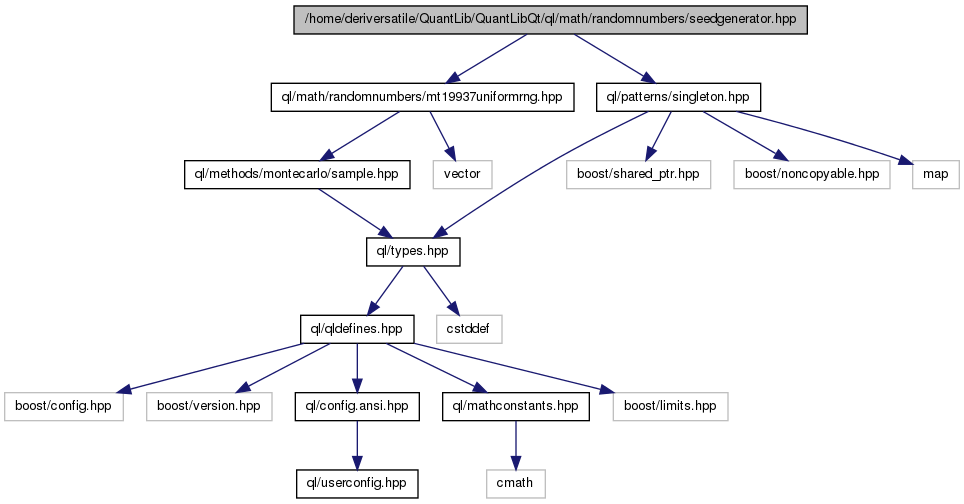 /home/deriversatile/QuantLib/QuantLibQt/ql/math/randomnumbers/seedgenerator.hpp
ql/math/randomnumbers/mt19937uniformrng.hpp
ql/patterns/singleton.hpp
ql/methods/montecarlo/sample.hpp
vector
boost/shared_ptr.hpp
boost/noncopyable.hpp
map
ql/types.hpp
ql/qldefines.hpp
cstddef
boost/config.hpp
boost/version.hpp
ql/config.ansi.hpp
ql/mathconstants.hpp
boost/limits.hpp
ql/userconfig.hpp
cmath